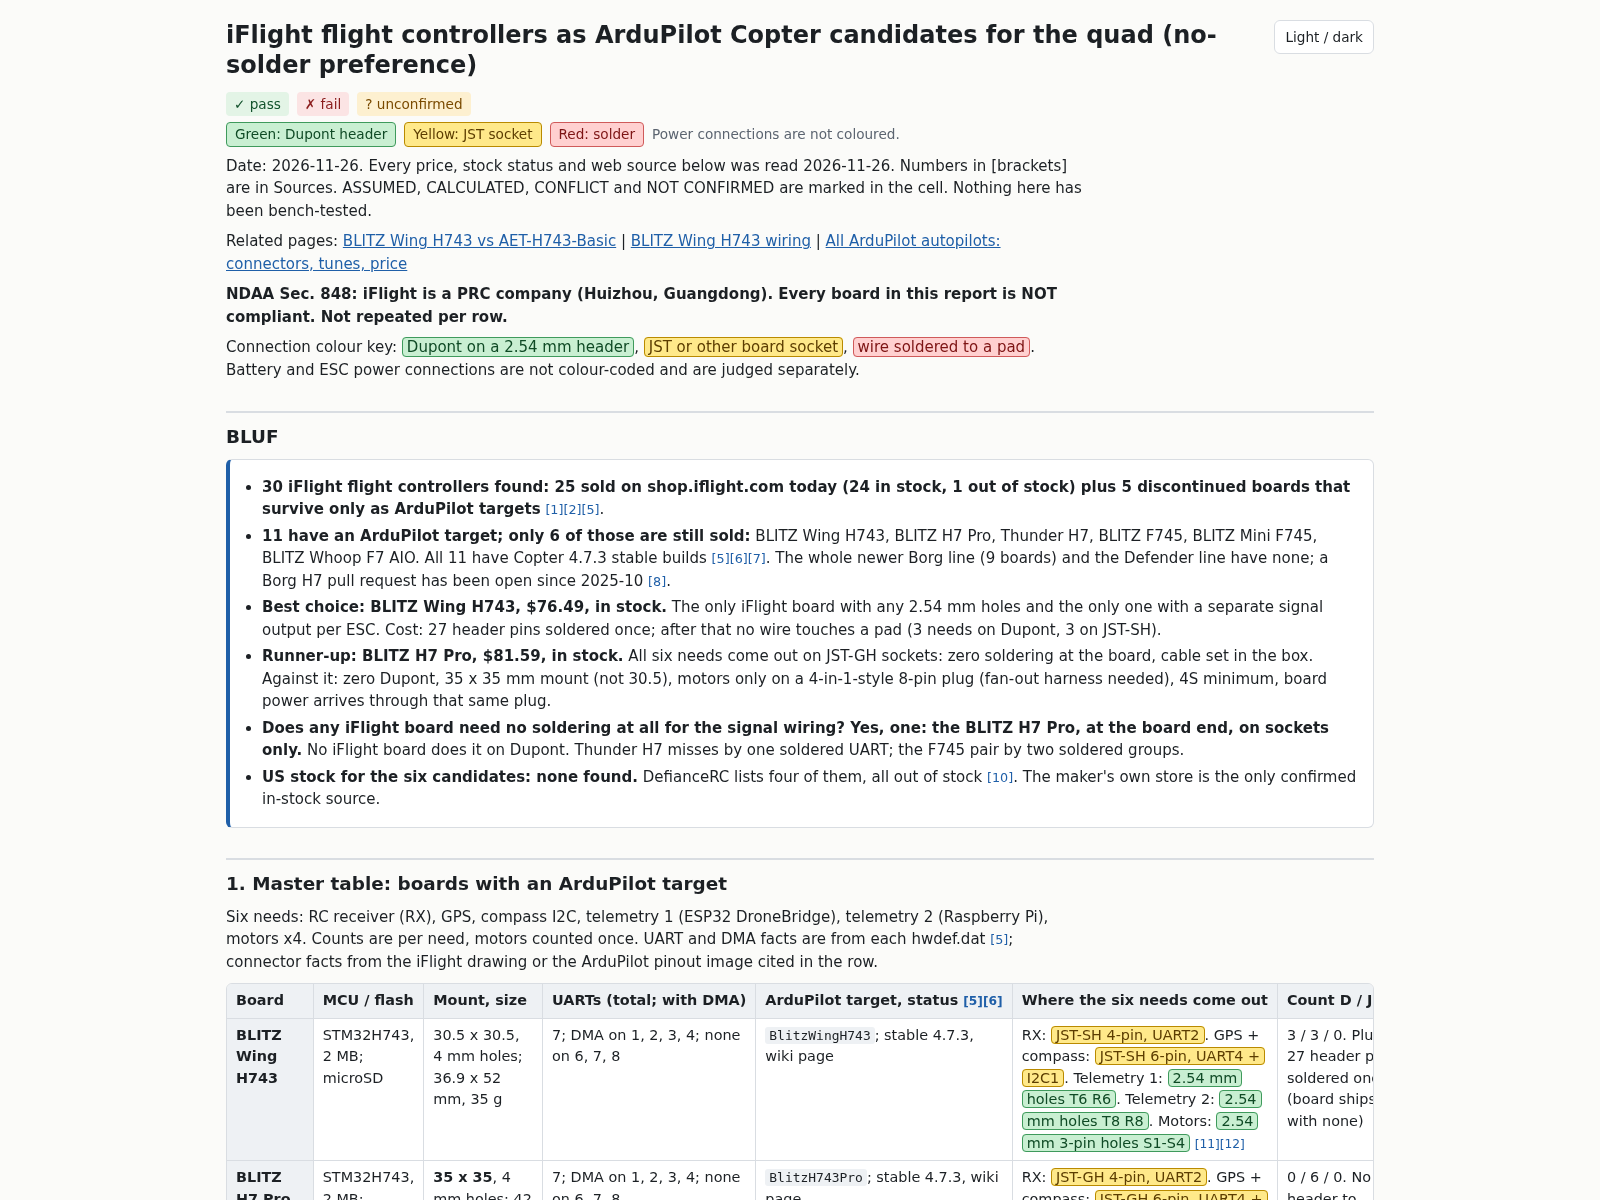 iFlight flight controllers as ArduPilot Copter candidates for the quad (no-
solder preference)
Light / dark
✓ pass ✗ fail ? unconfirmed
Green: Dupont header Yellow: JST socket Red: solder Power connections are not coloured.
Date: 2026-11-26. Every price, stock status and web source below was read 2026-11-26. Numbers in [brackets]
are in Sources. ASSUMED, CALCULATED, CONFLICT and NOT CONFIRMED are marked in the cell. Nothing here has
been bench-tested.
Related pages: BLITZ Wing H743 vs AET-H743-Basic | BLITZ Wing H743 wiring | All ArduPilot autopilots:
connectors, tunes, price
NDAA Sec. 848: iFlight is a PRC company (Huizhou, Guangdong). Every board in this report is NOT
compliant. Not repeated per row.
Connection colour key: Dupont on a 2.54 mm header, JST or other board socket, wire soldered to a pad.
Battery and ESC power connections are not colour-coded and are judged separately.
BLUF
• 30 iFlight flight controllers found: 25 sold on shop.iflight.com today (24 in stock, 1 out of stock) plus 5 discontinued boards that
survive only as ArduPilot targets [1][2][5].
• 11 have an ArduPilot target; only 6 of those are still sold: BLITZ Wing H743, BLITZ H7 Pro, Thunder H7, BLITZ F745, BLITZ Mini F745,
BLITZ Whoop F7 AIO. All 11 have Copter 4.7.3 stable builds [5][6][7]. The whole newer Borg line (9 boards) and the Defender line have none; a
Borg H7 pull request has been open since 2025-10 [8].
• Best choice: BLITZ Wing H743, $76.49, in stock. The only iFlight board with any 2.54 mm holes and the only one with a separate signal
output per ESC. Cost: 27 header pins soldered once; after that no wire touches a pad (3 needs on Dupont, 3 on JST-SH).
• Runner-up: BLITZ H7 Pro, $81.59, in stock. All six needs come out on JST-GH sockets: zero soldering at the board, cable set in the box.
Against it: zero Dupont, 35 x 35 mm mount (not 30.5), motors only on a 4-in-1-style 8-pin plug (fan-out harness needed), 4S minimum, board
power arrives through that same plug.
• Does any iFlight board need no soldering at all for the signal wiring? Yes, one: the BLITZ H7 Pro, at the board end, on sockets
only. No iFlight board does it on Dupont. Thunder H7 misses by one soldered UART; the F745 pair by two soldered groups.
• US stock for the six candidates: none found. DefianceRC lists four of them, all out of stock [10]. The maker's own store is the only confirmed
in-stock source.
1. Master table: boards with an ArduPilot target
Six needs: RC receiver (RX), GPS, compass I2C, telemetry 1 (ESP32 DroneBridge), telemetry 2 (Raspberry Pi),
motors x4. Counts are per need, motors counted once. UART and DMA facts are from each hwdef.dat [5];
connector facts from the iFlight drawing or the ArduPilot pinout image cited in the row.
Board MCU / flash Mount, size UARTs (total; with DMA) ArduPilot target, status [5][6] Where the six needs come out Count D / J
BLITZ STM32H743, 30.5 x 30.5, 7; DMA on 1, 2, 3, 4; none BlitzWingH743; stable 4.7.3, RX: JST-SH 4-pin, UART2. GPS + 3 / 3 / 0. Plu
Wing 2 MB; 4 mm holes; on 6, 7, 8 wiki page compass: JST-SH 6-pin, UART4 + 27 header p
H743 microSD 36.9 x 52 I2C1. Telemetry 1: 2.54 mm soldered on
mm, 35 g holes T6 R6. Telemetry 2: 2.54 (board ships
mm holes T8 R8. Motors: 2.54 with none)
mm 3-pin holes S1-S4 [11][12]
BLITZ STM32H743, 35 x 35, 4 7; DMA on 1, 2, 3, 4; none BlitzH743Pro; stable 4.7.3, wiki RX: JST-GH 4-pin, UART2. GPS + 0 / 6 / 0. No
H7 Pro 2 MB; mm holes; 42 on 6, 7, 8 page compass: JST-GH 6-pin, UART4 + header to